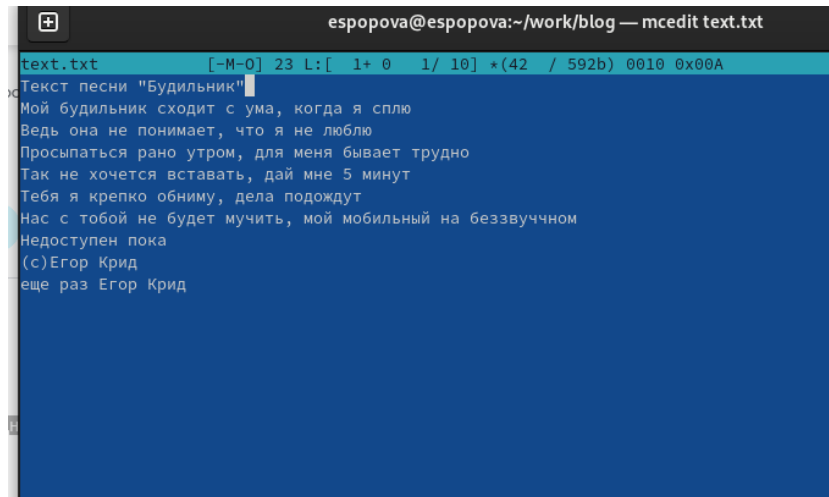 espopova@espopova:~/work/blog — mcedit text.txt
text.txt [-M-O] 23 L:[ 1+ 0 1/ 10] *(42 / 592b) 0010 0x00A
Текст песни "Будильник"
Мой будильник сходит с ума, когда я сплю
Ведь она не понимает, что я не люблю
Просыпаться рано утром, для меня бывает трудно
Так не хочется вставать, дай мне 5 минут
Тебя я крепко обниму, дела подождут
Нас с тобой не будет мучить, мой мобильный на беззвуччном
Недоступен пока
(с)Егор Крид
еще раз Егор Крид